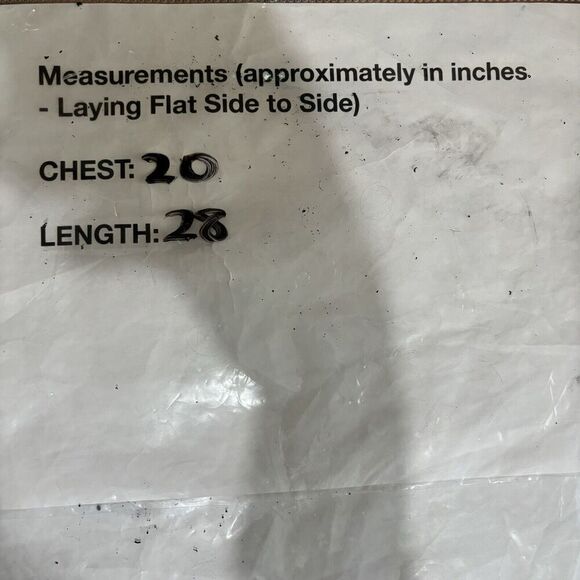 Measurements (approximately in inches.
- Laying Flat Side to Side)
CHEST: 20
LENGTH: 28